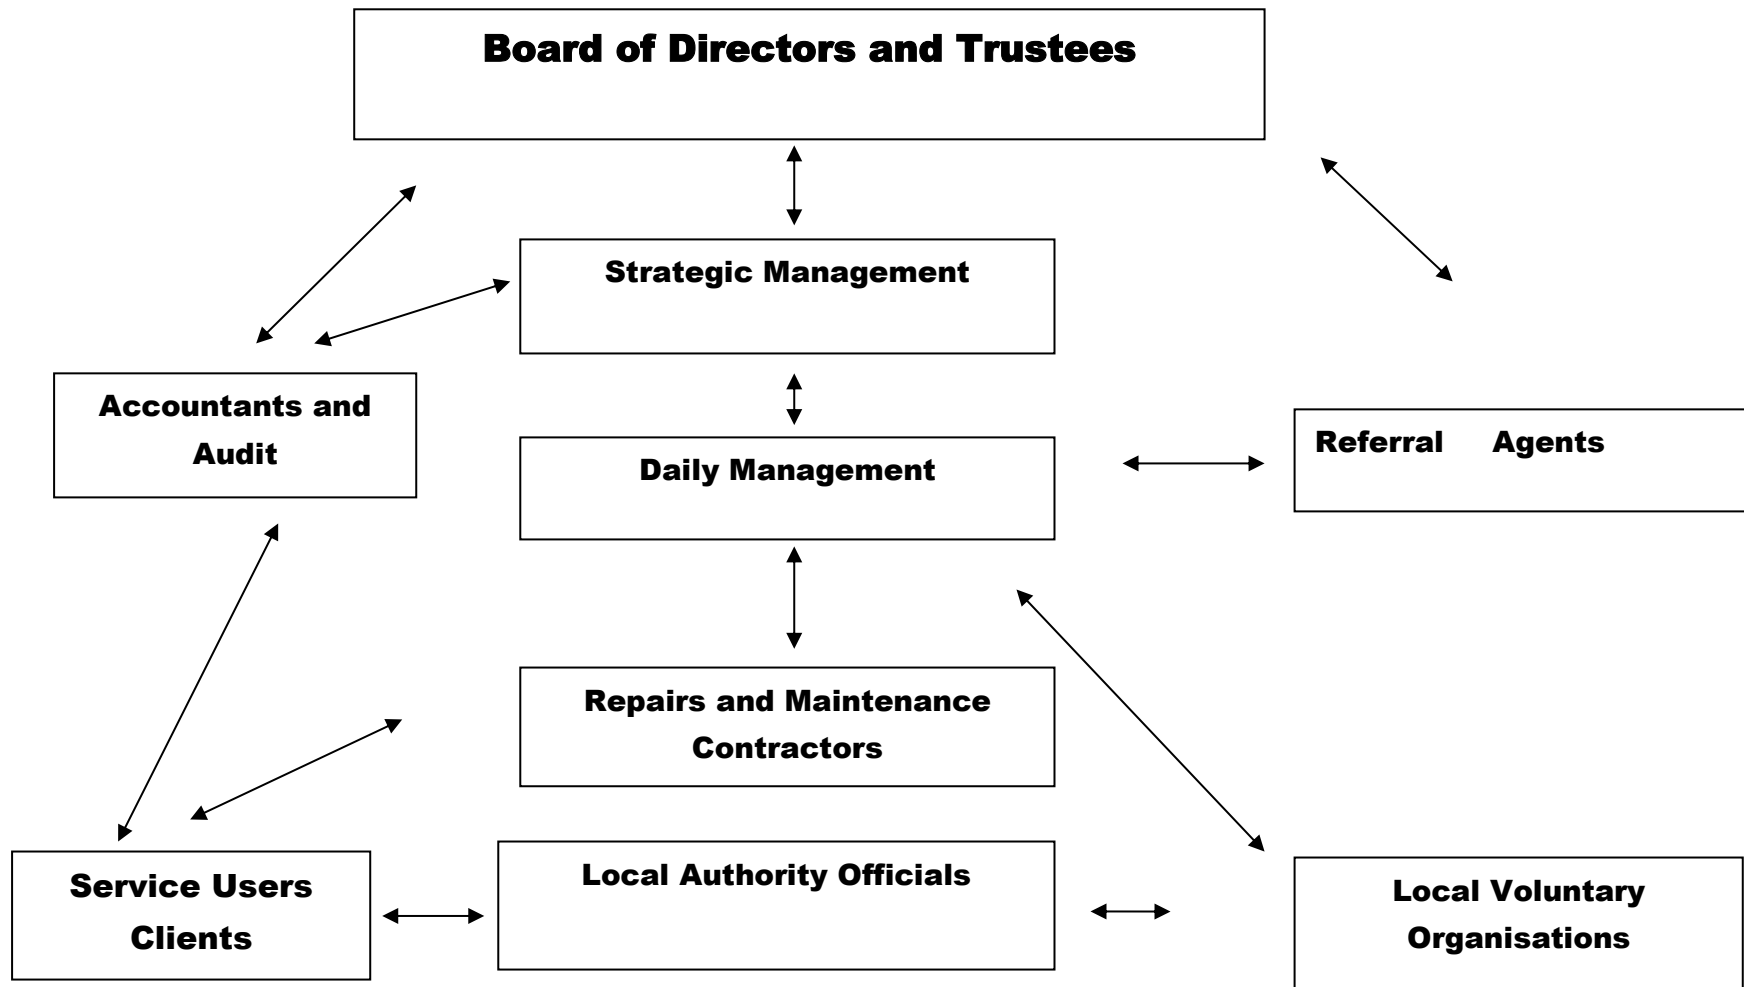 Board of Directors and Trustees
Strategic Management
Accountants and
Audit
Daily Management
Referral Agents
Repairs and Maintenance
Contractors
Service Users
Clients
Local Authority Officials
Local Voluntary
Organisations